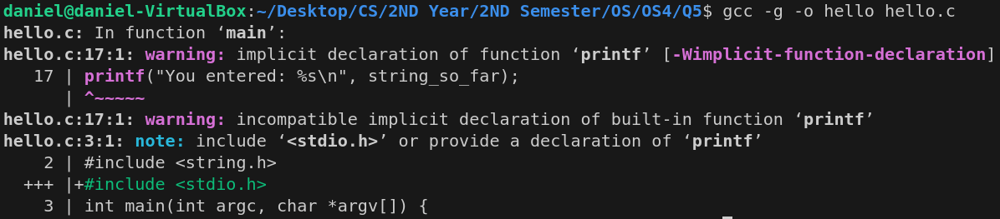 daniel@daniel-VirtualBox:~/Desktop/CS/2ND Year/2ND Semester/OS/OS4/Q5$ gcc -g -o hello hello.c
hello.c: In function ‘main’:
hello.c:17:1: warning: implicit declaration of function ‘printf’ [-Wimplicit-function-declaration]
   17 | printf("You entered: %s\n", string_so_far);
      | ^~~~~~
hello.c:17:1: warning: incompatible implicit declaration of built-in function ‘printf’
hello.c:3:1: note: include ‘<stdio.h>’ or provide a declaration of ‘printf’
    2 | #include <string.h>
  +++ |+#include <stdio.h>
    3 | int main(int argc, char *argv[]) {